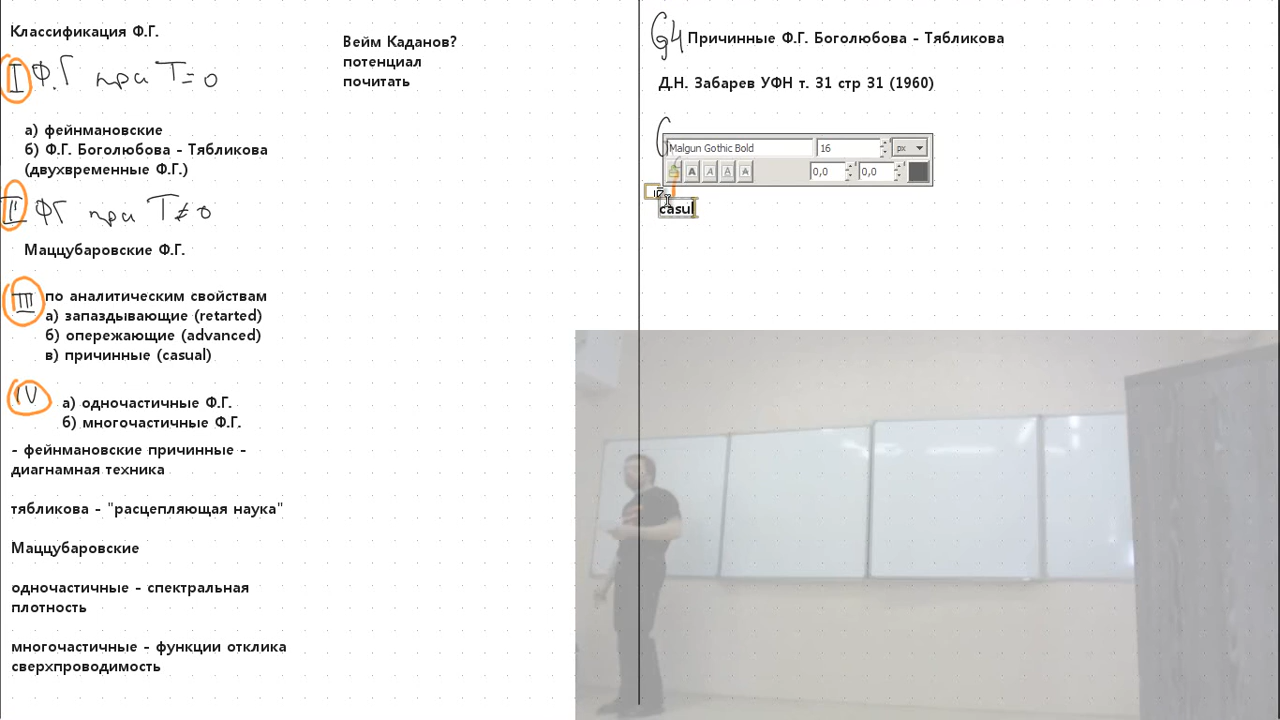 Классификация Ф.Г.
I Ф.Г при T=0
а) фейнмановские
б) Ф.Г. Боголюбова - Тябликова
(двухвременные Ф.Г.)
II ФГ при T≠0
Маццубаровские Ф.Г.
III по аналитическим свойствам
а) запаздывающие (retarted)
б) опережающие (advanced)
в) причинные (casual)
IV
а) одночастичные Ф.Г.
б) многочастичные Ф.Г.
- фейнмановские причинные -
диагнамная техника
тябликова - "расцепляющая наука"
Маццубаровские
одночастичные - спектральная
плотность
многочастичные - функции отклика
сверхпроводимость
Вейм Каданов?
потенциал
почитать
G4 Причинные Ф.Г. Боголюбова - Тябликова
Д.Н. Забарев УФН т. 31 стр 31 (1960)
Malgun Gothic Bold 16 px
A A A A 0,0 0,0
casul